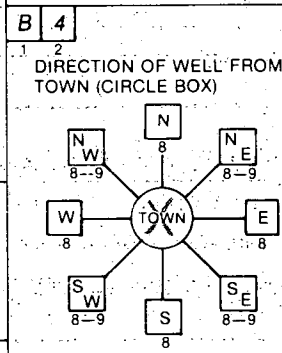 B 4
1 2
DIRECTION OF WELL FROM
TOWN (CIRCLE BOX)
N
8
N W
8-9
N E
8-9
W
8
TOWN
E
8
S W
8-9
S E
8-9
S
8